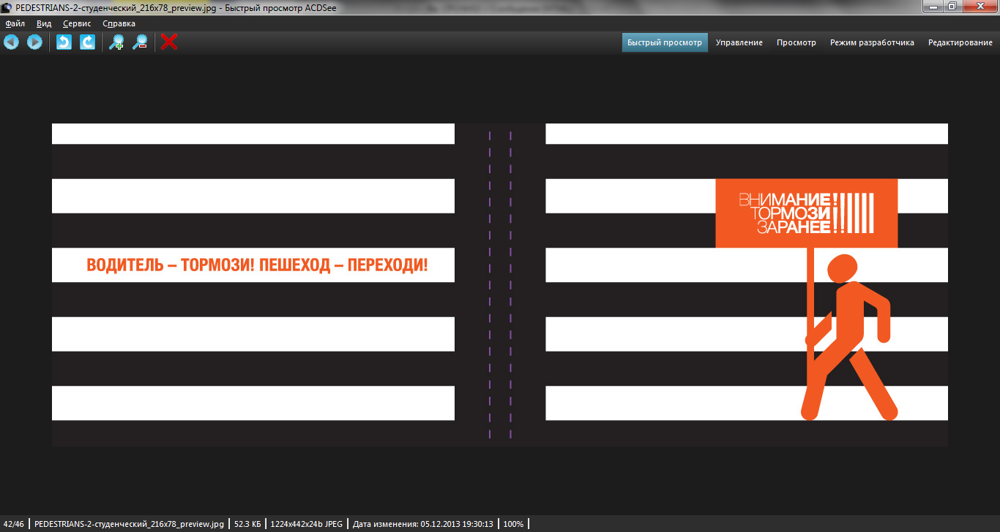 PEDESTRIANS-2-студенческий_216x78_preview.jpg - Быстрый просмотр ACDSee
Файл Вид Сервис Справка
Быстрый просмотр Управление Просмотр Режим разработчика Редактирование
ВОДИТЕЛЬ – ТОРМОЗИ! ПЕШЕХОД – ПЕРЕХОДИ!
ВНИМАНИЕ!
ТОРМОЗИ!
ЗАРАНЕЕ!!
42/46 PEDESTRIANS-2-студенческий_216x78_preview.jpg 52.3 КБ 1224x442x24b JPEG Дата изменения: 05.12.2013 19:30:13 100%